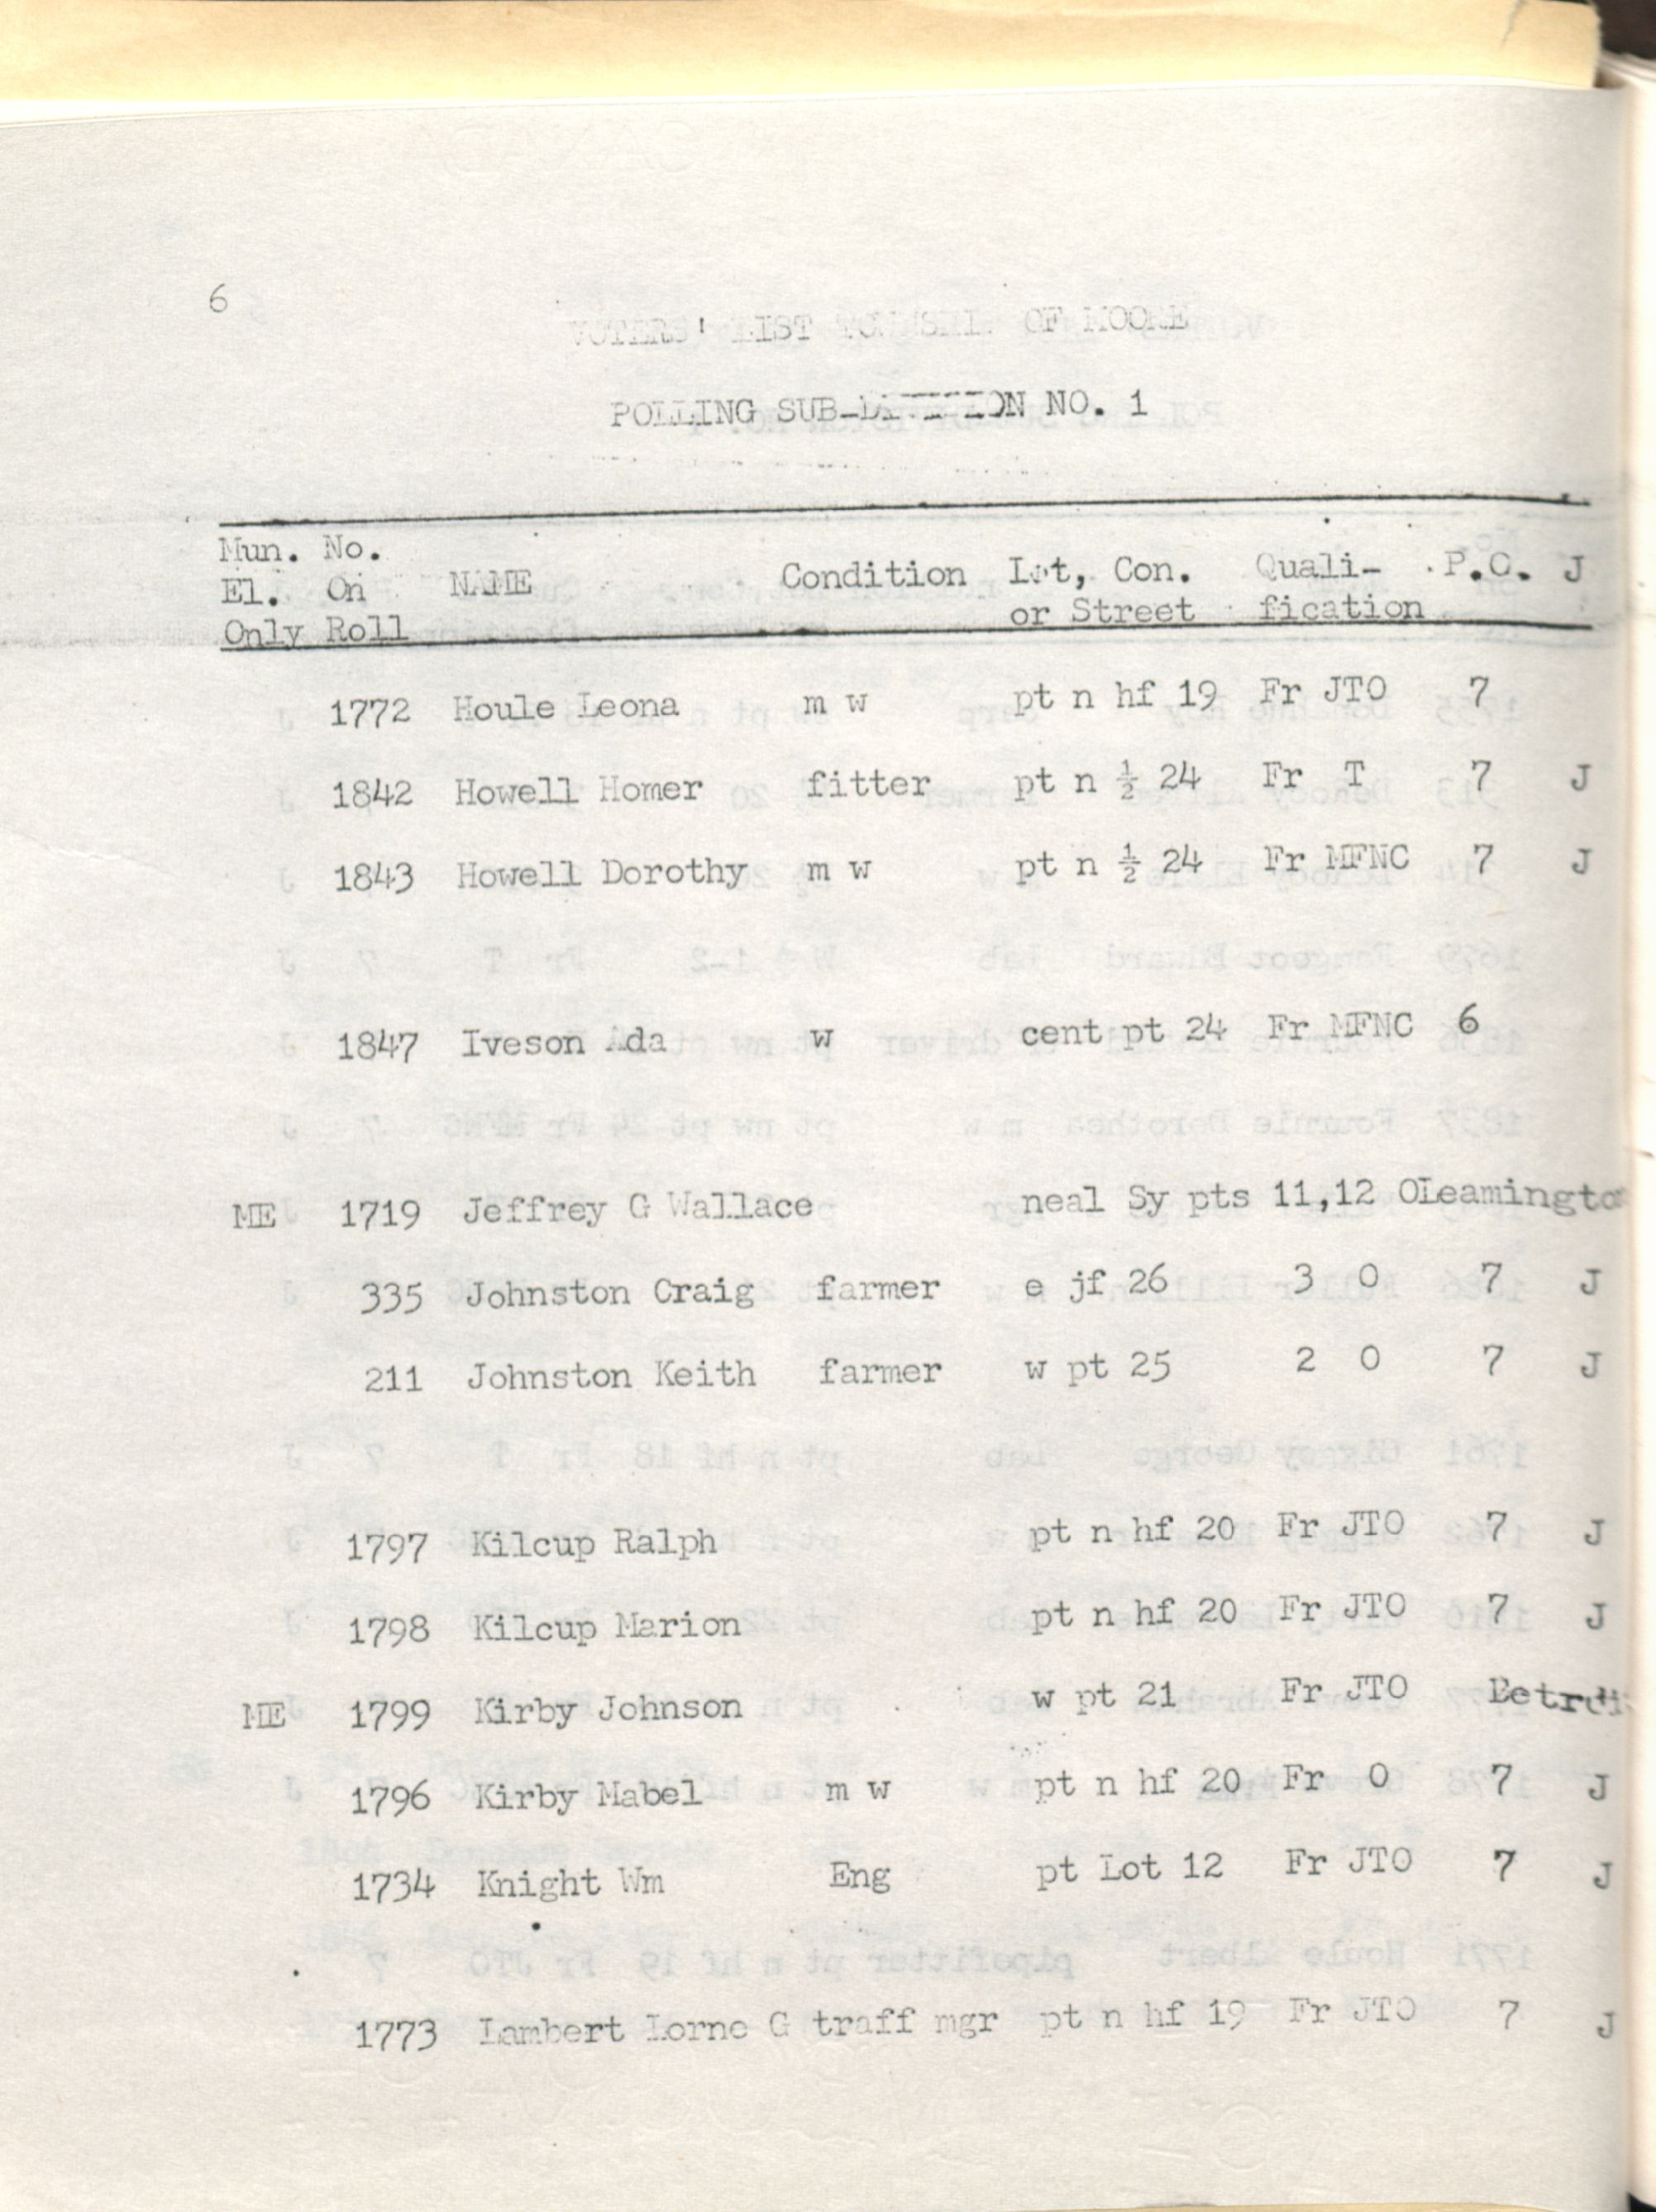 6
VOTERS' LIST TOWNSHIP OF MOORE
POLLING SUB-DIVISION NO. 1
Mun. No.
El. On NAME Condition Lot, Con. Quali- P.O. J
Only Roll or Street fication
1772 Houle Leona m w pt n hf 19 Fr JTO 7
1842 Howell Homer fitter pt n ½ 24 Fr T 7 J
1843 Howell Dorothy m w pt n ½ 24 Fr MFNC 7 J
1847 Iveson Ada w cent pt 24 Fr MFNC 6
ME 1719 Jeffrey G Wallace neal Sy pts 11,12 OLeamington
335 Johnston Craig farmer e jf 26 3 O 7 J
211 Johnston Keith farmer w pt 25 2 O 7 J
1797 Kilcup Ralph pt n hf 20 Fr JTO 7 J
1798 Kilcup Marion pt n hf 20 Fr JTO 7 J
ME 1799 Kirby Johnson w pt 21 Fr JTO Detroi
1796 Kirby Mabel m w pt n hf 20 Fr O 7 J
1734 Knight Wm Eng pt Lot 12 Fr JTO 7 J
1773 Lambert Lorne G traff mgr pt n hf 19 Fr JTO 7 J